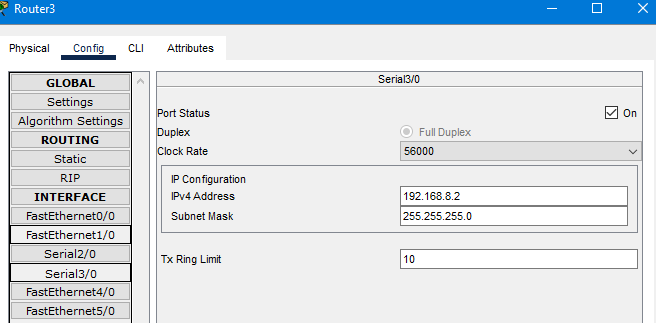 Router3
Physical Config CLI Attributes
GLOBAL
Settings
Algorithm Settings
ROUTING
Static
RIP
INTERFACE
FastEthernet0/0
FastEthernet1/0
Serial2/0
Serial3/0
FastEthernet4/0
FastEthernet5/0
Serial3/0
Port Status On
Duplex Full Duplex
Clock Rate 56000
IP Configuration
IPv4 Address 192.168.8.2
Subnet Mask 255.255.255.0
Tx Ring Limit 10